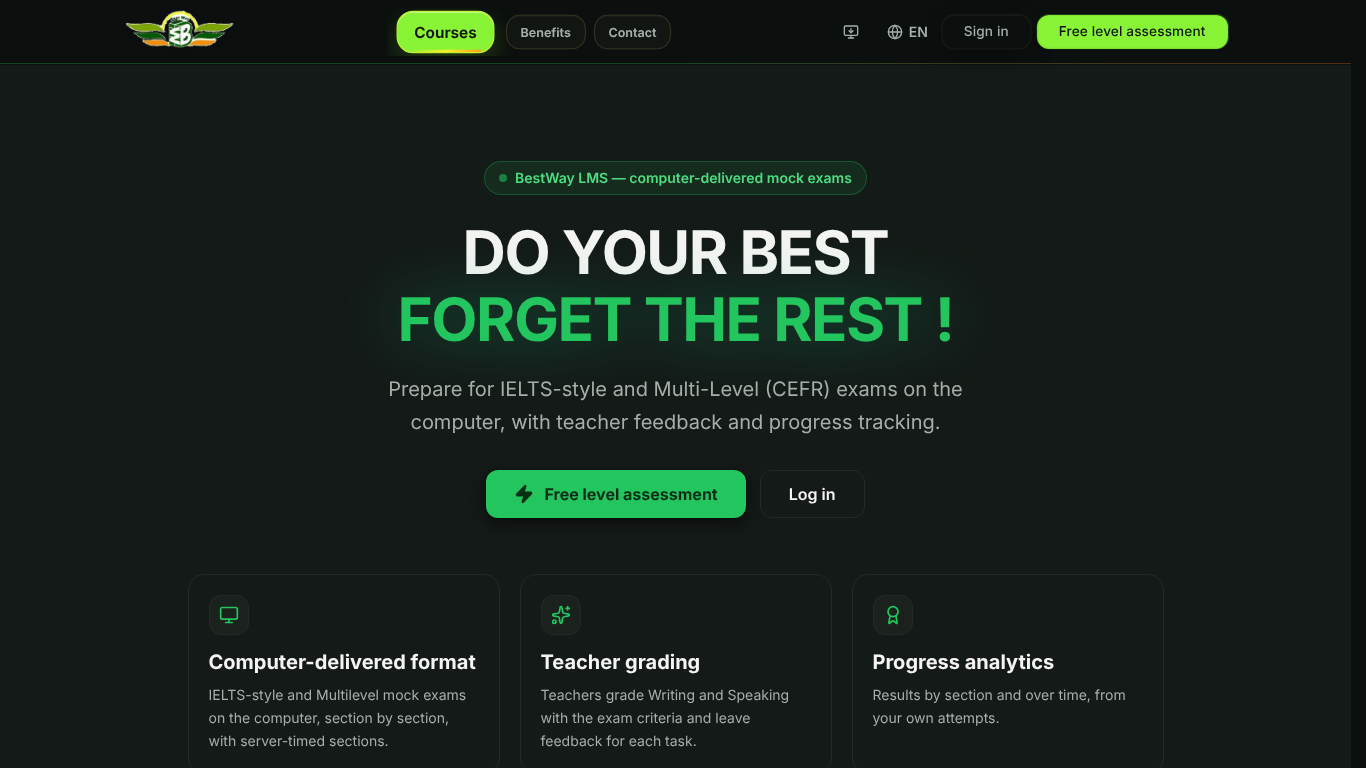 Courses
Benefits
Contact
EN
Sign in
Free level assessment
BestWay LMS — computer-delivered mock exams
DO YOUR BEST
FORGET THE REST !
Prepare for IELTS-style and Multi-Level (CEFR) exams on the
computer, with teacher feedback and progress tracking.
Free level assessment
Log in
Computer-delivered format
IELTS-style and Multilevel mock exams
on the computer, section by section,
with server-timed sections.
Teacher grading
Teachers grade Writing and Speaking
with the exam criteria and leave
feedback for each task.
Progress analytics
Results by section and over time, from
your own attempts.